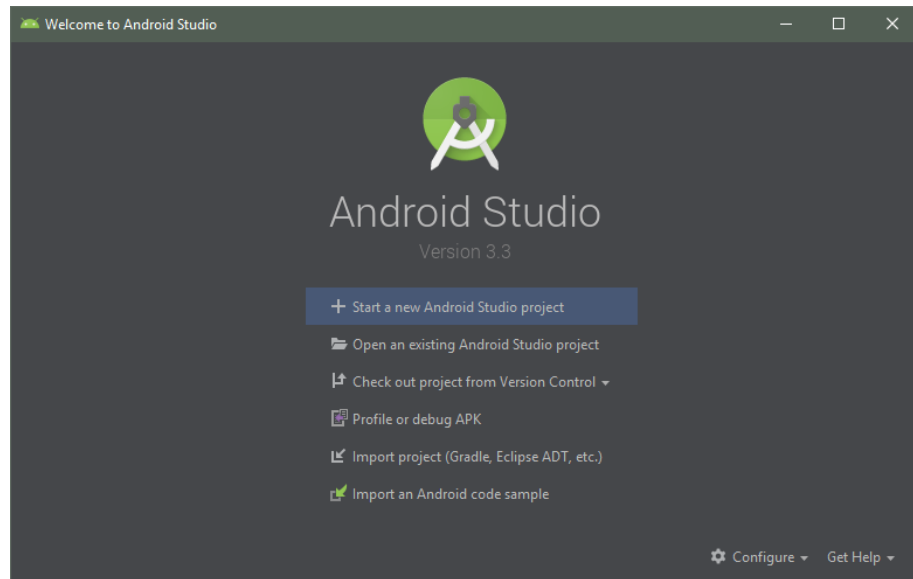 Welcome to Android Studio
Android Studio
Version 3.3
Start a new Android Studio project
Open an existing Android Studio project
Check out project from Version Control
Profile or debug APK
Import project (Gradle, Eclipse ADT, etc.)
Import an Android code sample
Configure Get Help